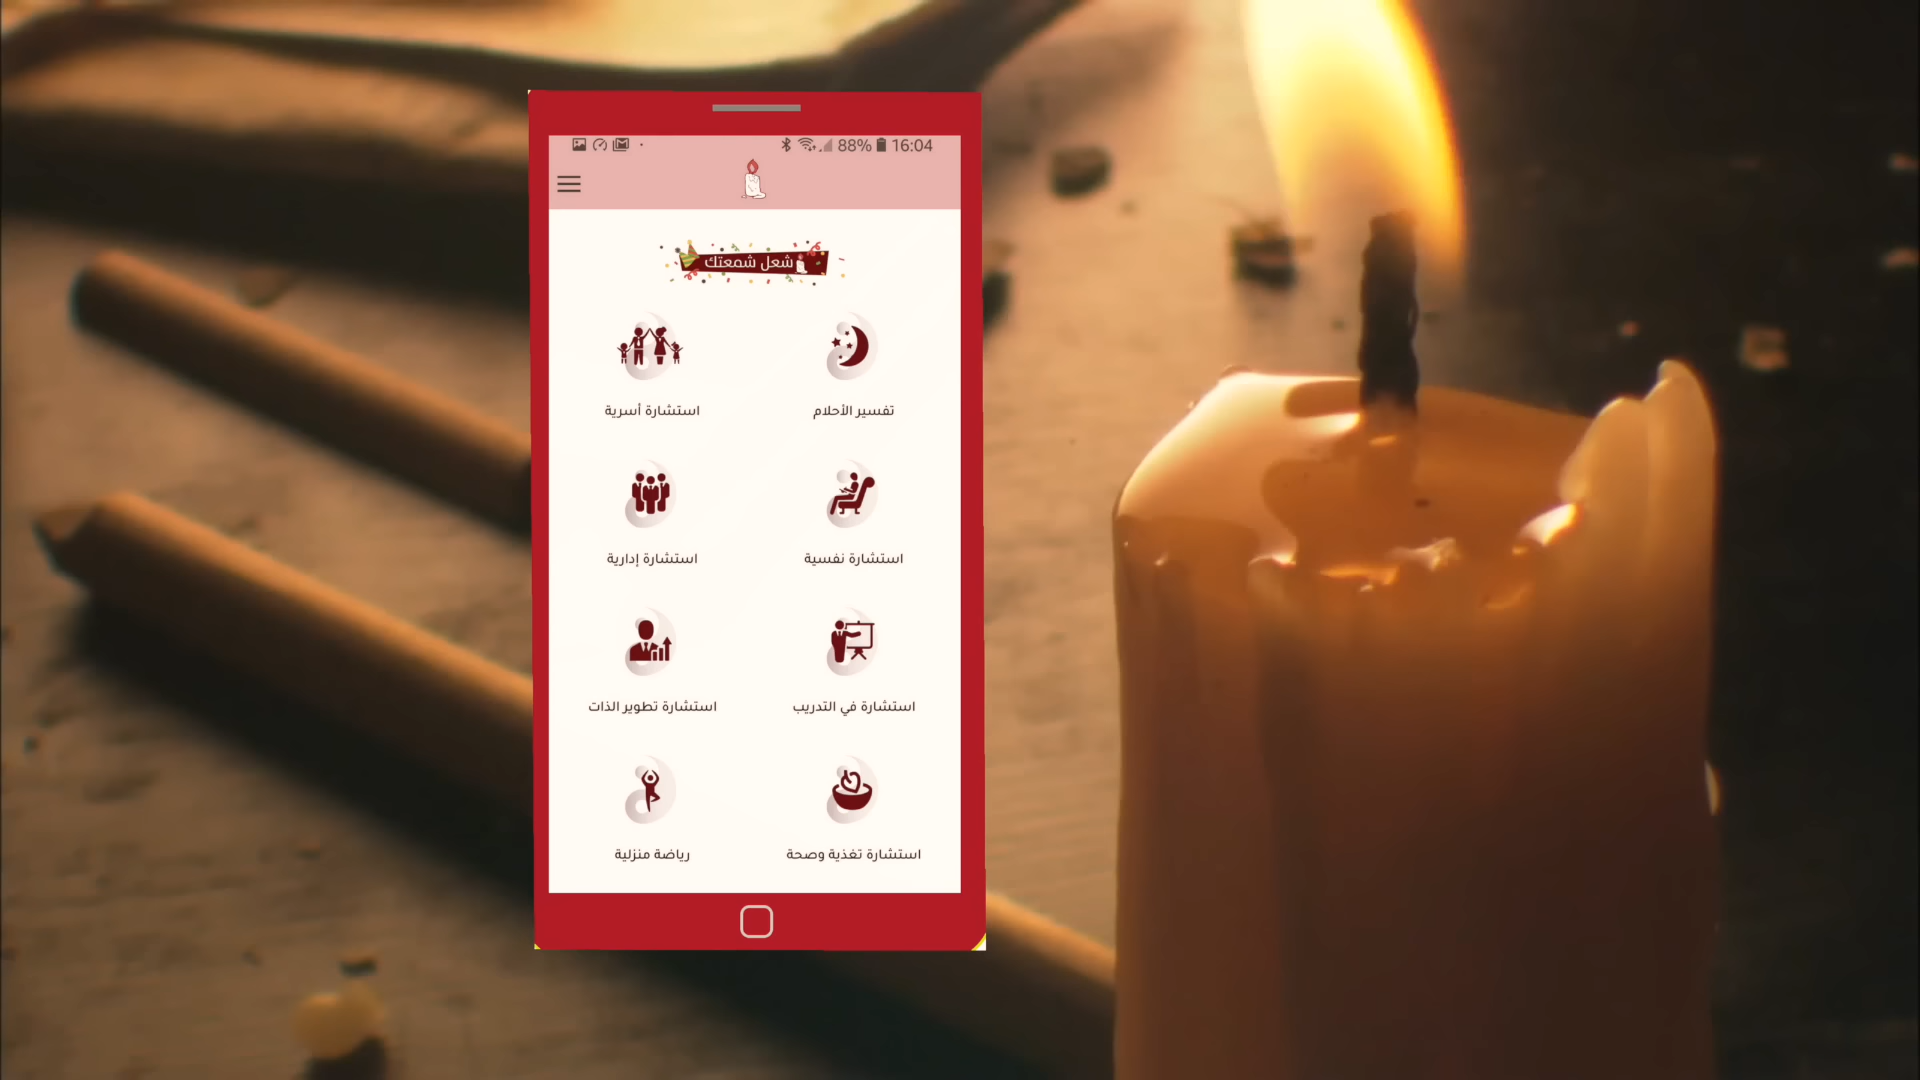 88% 16:04
شعل شمعتك
تفسير الأحلام
استشارة أسرية
استشارة نفسية
استشارة إدارية
استشارة في التدريب
استشارة تطوير الذات
استشارة تغذية وصحة
رياضة منزلية